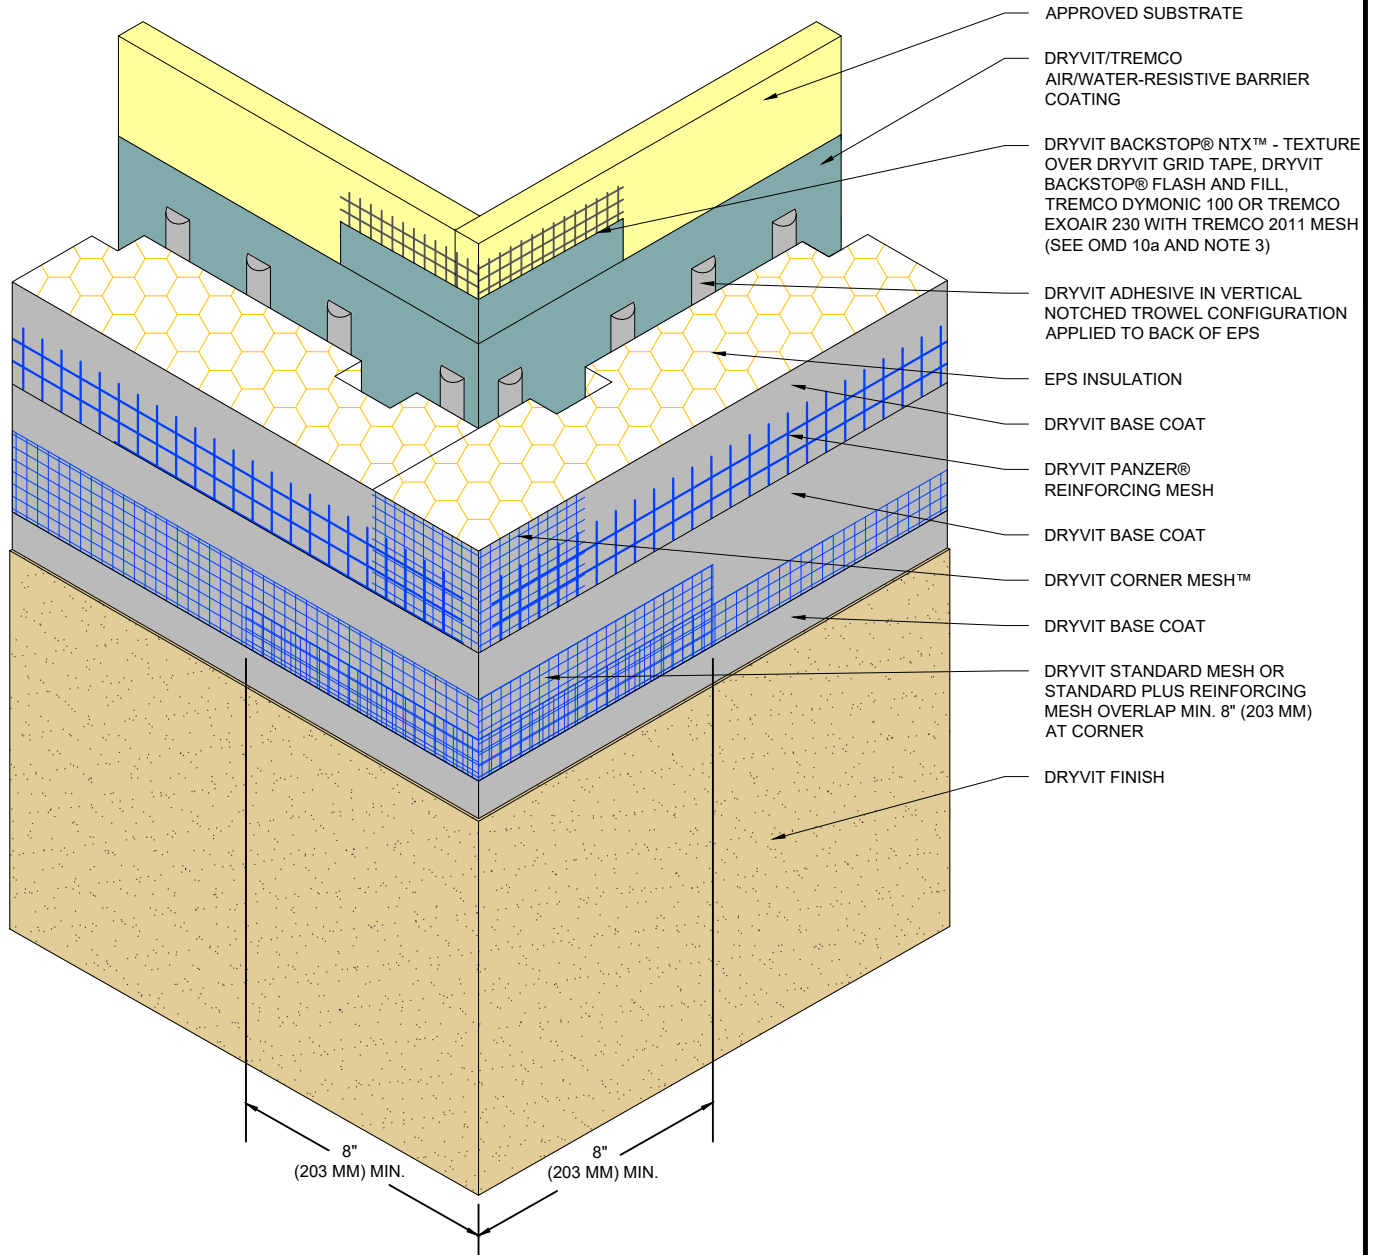 APPROVED SUBSTRATE
DRYVIT/TREMCO
AIR/WATER-RESISTIVE BARRIER
COATING
DRYVIT BACKSTOP® NTX™ - TEXTURE
OVER DRYVIT GRID TAPE, DRYVIT
BACKSTOP® FLASH AND FILL,
TREMCO DYMONIC 100 OR TREMCO
EXOAIR 230 WITH TREMCO 2011 MESH
(SEE OMD 10a AND NOTE 3)
DRYVIT ADHESIVE IN VERTICAL
NOTCHED TROWEL CONFIGURATION
APPLIED TO BACK OF EPS
EPS INSULATION
DRYVIT BASE COAT
DRYVIT PANZER®
REINFORCING MESH
DRYVIT BASE COAT
DRYVIT CORNER MESH™
DRYVIT BASE COAT
DRYVIT STANDARD MESH OR
STANDARD PLUS REINFORCING
MESH OVERLAP MIN. 8" (203 MM)
AT CORNER
DRYVIT FINISH
8"
(203 MM) MIN.
8"
(203 MM) MIN.